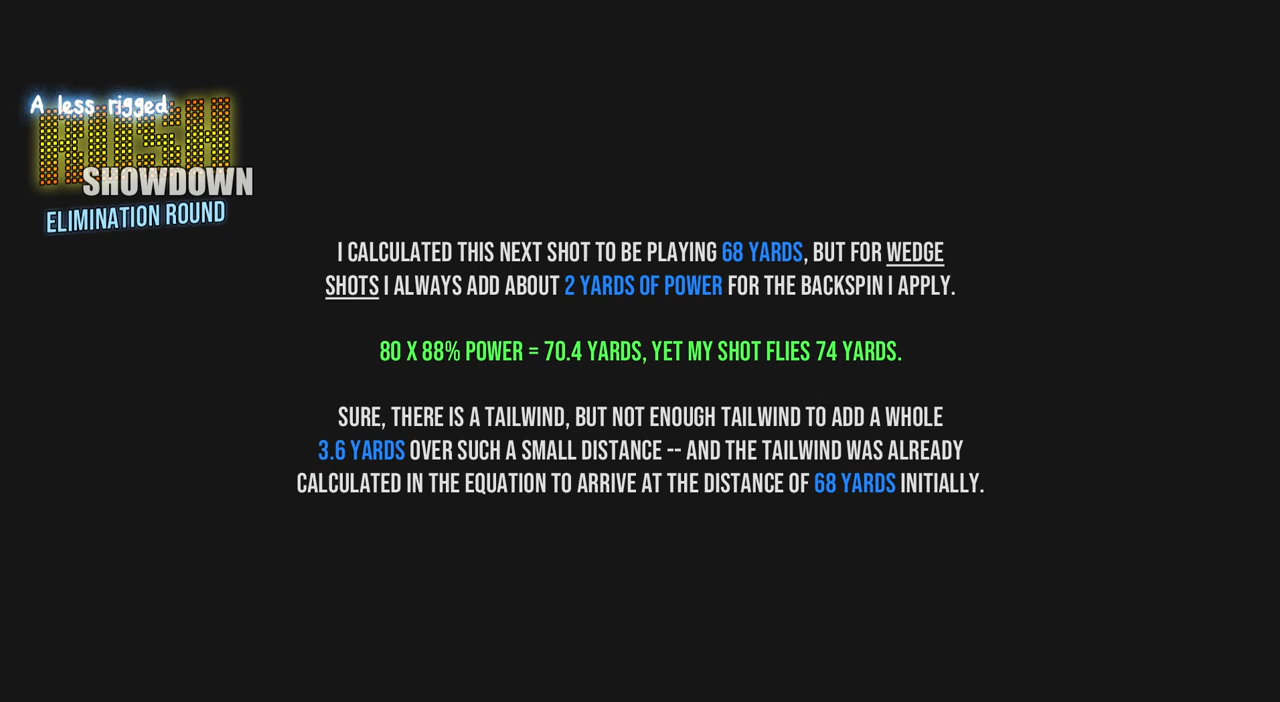 A less rigged
RUSH
SHOWDOWN
ELIMINATION ROUND
I CALCULATED THIS NEXT SHOT TO BE PLAYING 68 YARDS, BUT FOR WEDGE
SHOTS I ALWAYS ADD ABOUT 2 YARDS OF POWER FOR THE BACKSPIN I APPLY.
80 X 88% POWER = 70.4 YARDS, YET MY SHOT FLIES 74 YARDS.
SURE, THERE IS A TAILWIND, BUT NOT ENOUGH TAILWIND TO ADD A WHOLE
3.6 YARDS OVER SUCH A SMALL DISTANCE -- AND THE TAILWIND WAS ALREADY
CALCULATED IN THE EQUATION TO ARRIVE AT THE DISTANCE OF 68 YARDS INITIALLY.